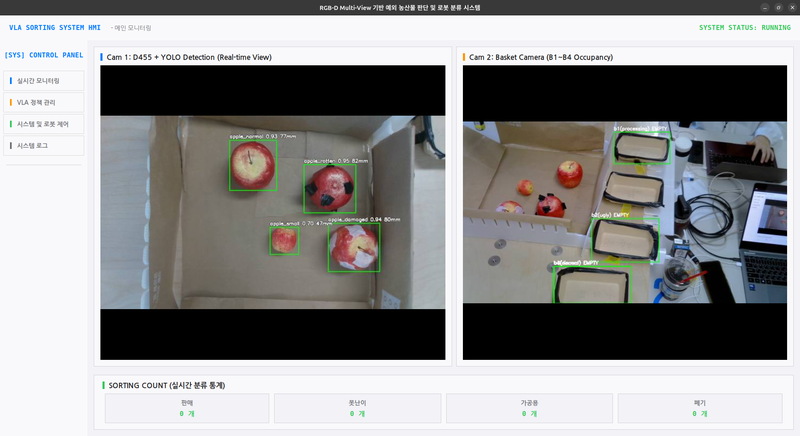 RGB-D Multi-View 기반 예외 농산물 판단 및 로봇 분류 시스템
VLA SORTING SYSTEM HMI - 메인 모니터링
SYSTEM STATUS: RUNNING
[SYS] CONTROL PANEL
실시간 모니터링
VLA 정책 관리
시스템 및 로봇 제어
시스템 로그
Cam 1: D455 + YOLO Detection (Real-time View)
apple_normal 0.93 77mm
apple_rotten 0.95 82mm
apple_small 0.70 47mm
apple_damaged 0.94 80mm
Cam 2: Basket Camera (B1~B4 Occupancy)
b1(processing) EMPTY
b2(ugly) EMPTY
EMPTY
SORTING COUNT (실시간 분류 통계)
판매
0 개
못난이
0 개
가공용
0 개
폐기
0 개